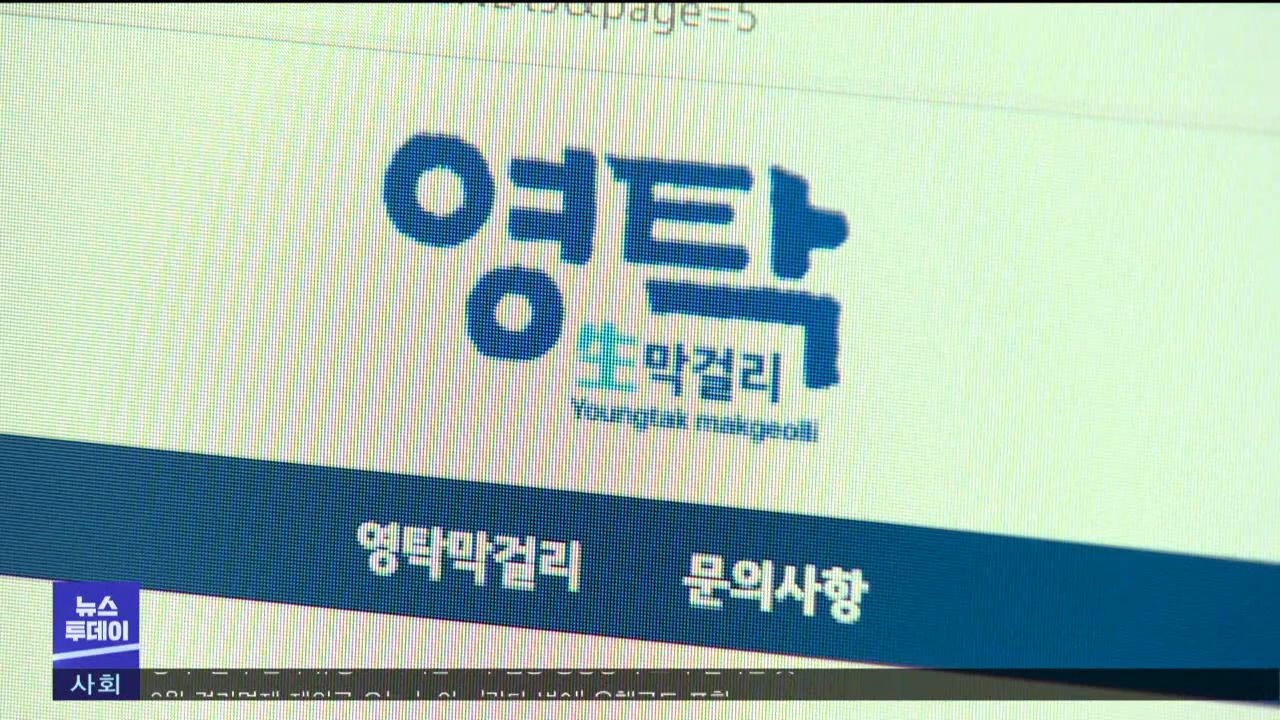 &page=5
영탁
生막걸리
Youngtak makgeolli
영탁막걸리 문의사항
뉴스
투데이
사회